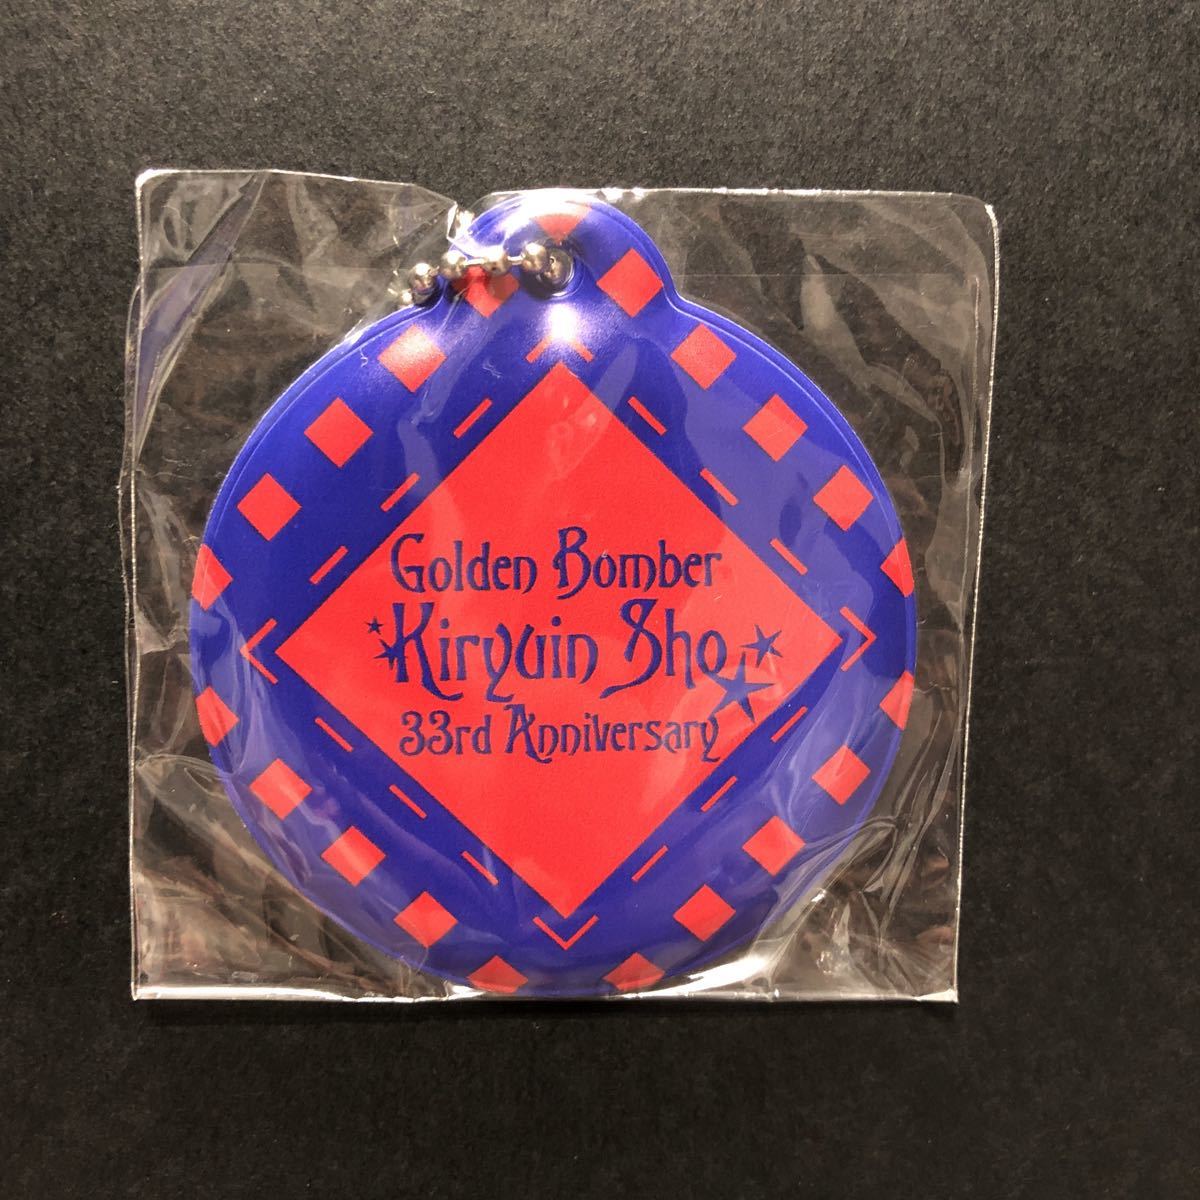 Golden Bomber
Kiryuin Sho
33rd Anniversary